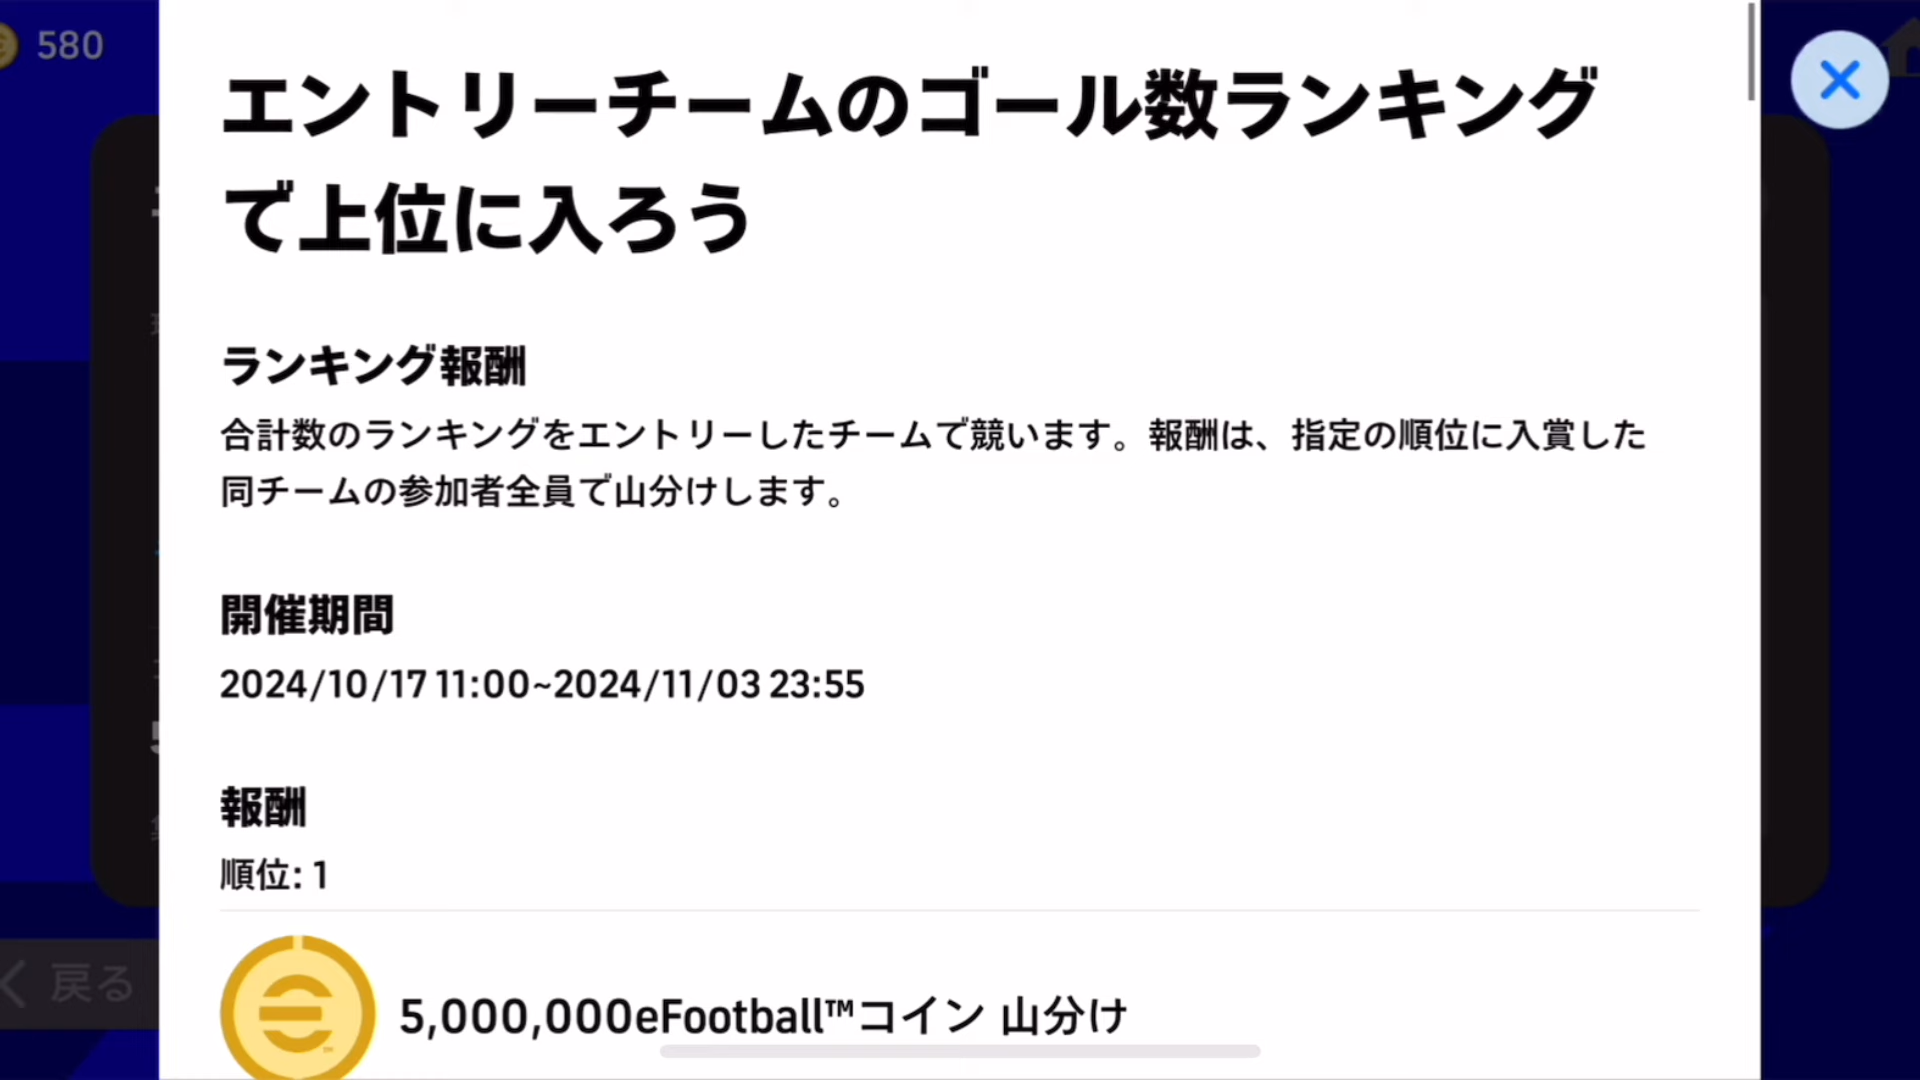 580
エントリーチームのゴール数ランキング
で上位に入ろう
ランキング報酬
合計数のランキングをエントリーしたチームで競います。報酬は、指定の順位に入賞した
同チームの参加者全員で山分けします。
開催期間
2024/10/17 11:00~2024/11/03 23:55
報酬
順位: 1
5,000,000eFootball™コイン 山分け
戻る